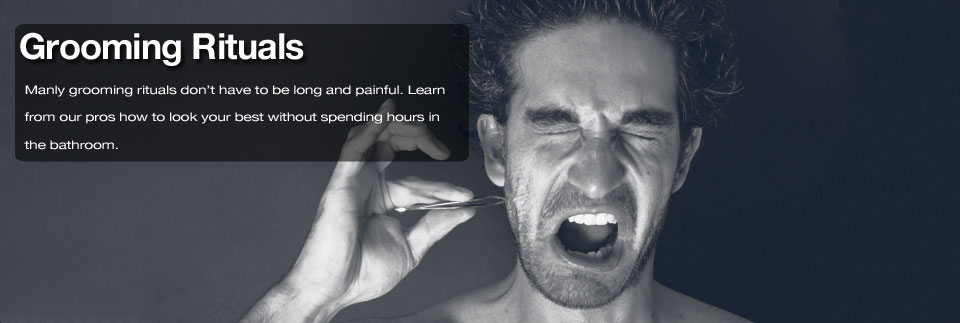 Grooming Rituals
Manly grooming rituals don't have to be long and painful. Learn
from our pros how to look your best without spending hours in
the bathroom.